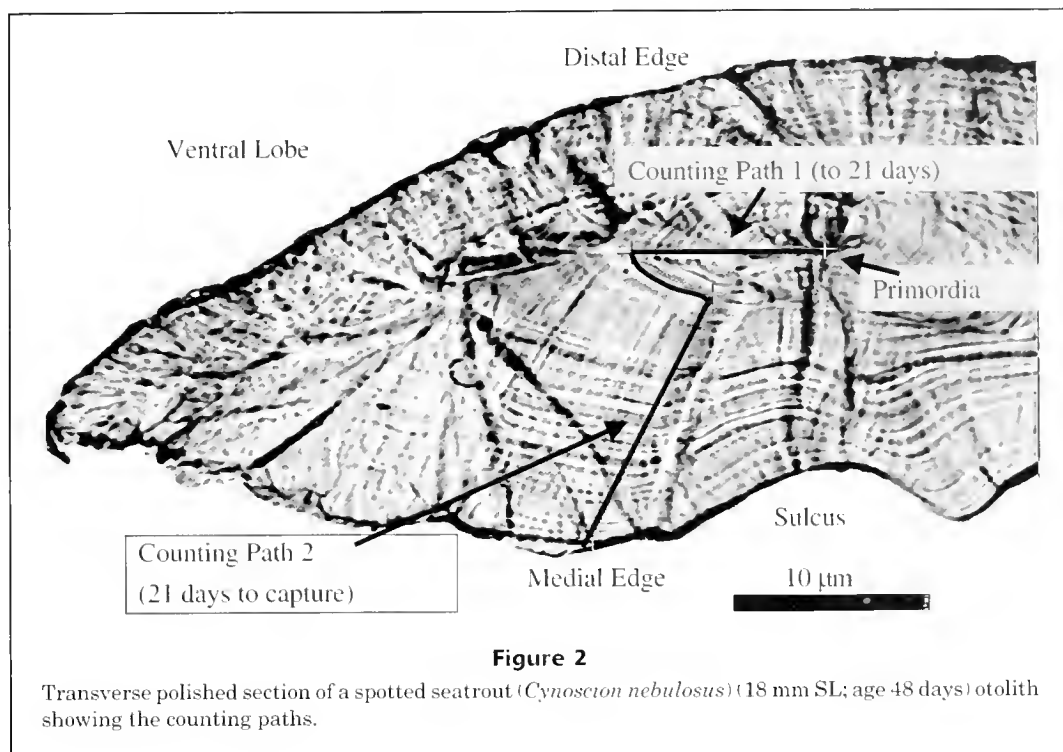 Distal Edge
Ventral Lobe
Counting Path 1 (to 21 days)
Primordia
Sulcus
Counting Path 2
(21 days to capture)
Medial Edge
10 µm
Figure 2
Transverse polished section of a spotted seatrout (Cynoscion nebulosus) (18 mm SL; age 48 days) otolith
showing the counting paths.